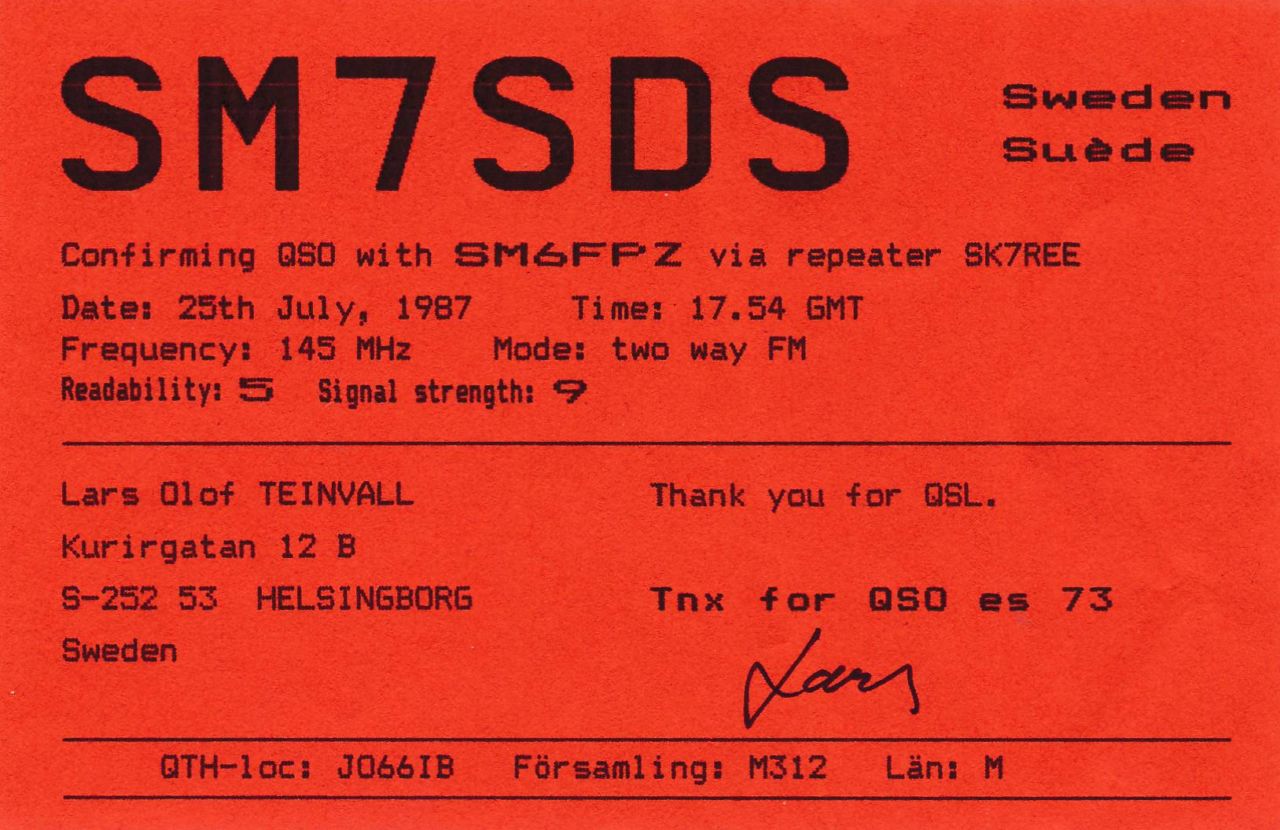 SM7SDS
Sweden
Suède
Confirming QSO with SM6FPZ via repeater SK7REE
Date: 25th July, 1987 Time: 17.54 GMT
Frequency: 145 MHz Mode: two way FM
Readability: 5 Signal strength: 9
Lars Olof TEINVALL
Kurirgatan 12 B
S-252 53 HELSINGBORG
Sweden
Thank you for QSL.
Tnx for QSO es 73
Lars
QTH-loc: JO66IB Församling: M312 Län: M